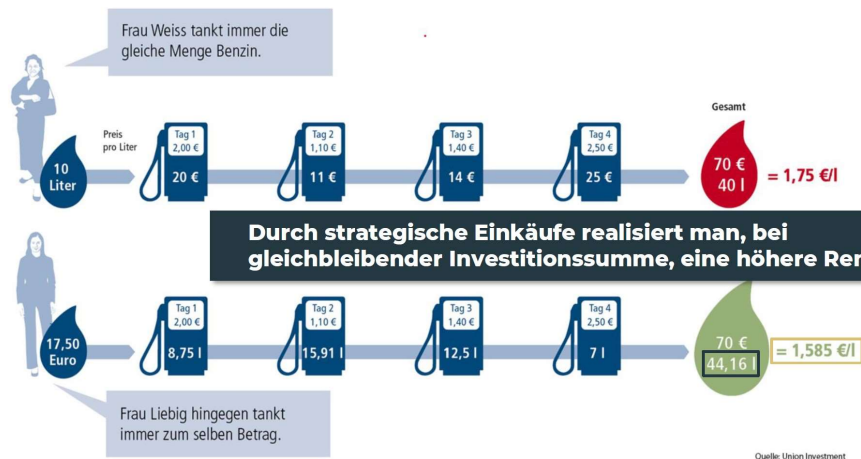 Frau Weiss tankt immer die
gleiche Menge Benzin.
Gesamt
Preis
pro Liter
10
Liter
Tag 1
2,00 €
20 €
Tag 2
1,10 €
11 €
Tag 3
1,40 €
14 €
Tag 4
2,50 €
25 €
70 €
40 l
= 1,75 €/l
Durch strategische Einkäufe realisiert man, bei
gleichbleibender Investitionssumme, eine höhere
17,50
Euro
Tag 1
2,00 €
8,75 l
Tag 2
1,10 €
15,91 l
Tag 3
1,40 €
12,5 l
Tag 4
2,50 €
7 l
70 €
44,16 l
= 1,585 €/l
Frau Liebig hingegen tankt
immer zum selben Betrag.
Quelle: Union Investment